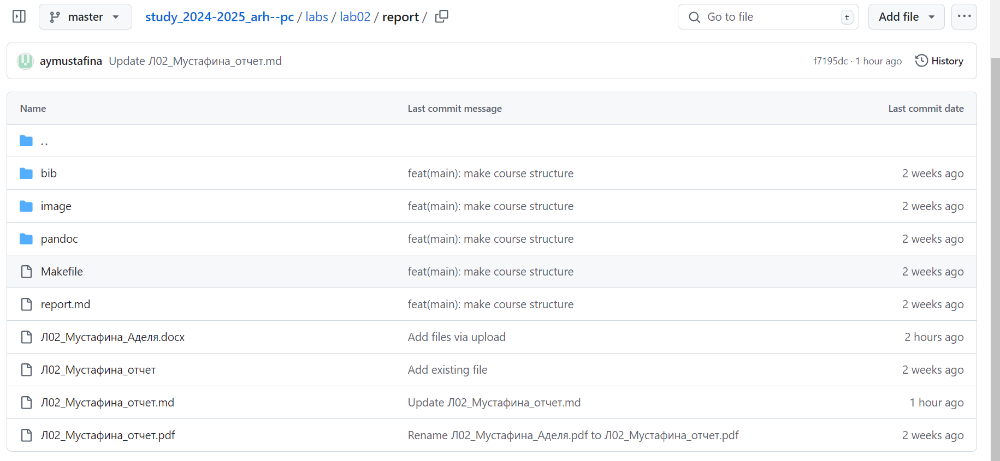 master study_2024-2025_arh--pc / labs / lab02 / report / Go to file t Add file ...
aymustafina Update Л02_Мустафина_отчет.md f7195dc · 1 hour ago History
Name Last commit message Last commit date
..
bib feat(main): make course structure 2 weeks ago
image feat(main): make course structure 2 weeks ago
pandoc feat(main): make course structure 2 weeks ago
Makefile feat(main): make course structure 2 weeks ago
report.md feat(main): make course structure 2 weeks ago
Л02_Мустафина_Аделя.docx Add files via upload 2 hours ago
Л02_Мустафина_отчет Add existing file 2 weeks ago
Л02_Мустафина_отчет.md Update Л02_Мустафина_отчет.md 1 hour ago
Л02_Мустафина_отчет.pdf Rename Л02_Мустафина_Аделя.pdf to Л02_Мустафина_отчет.pdf 2 weeks ago